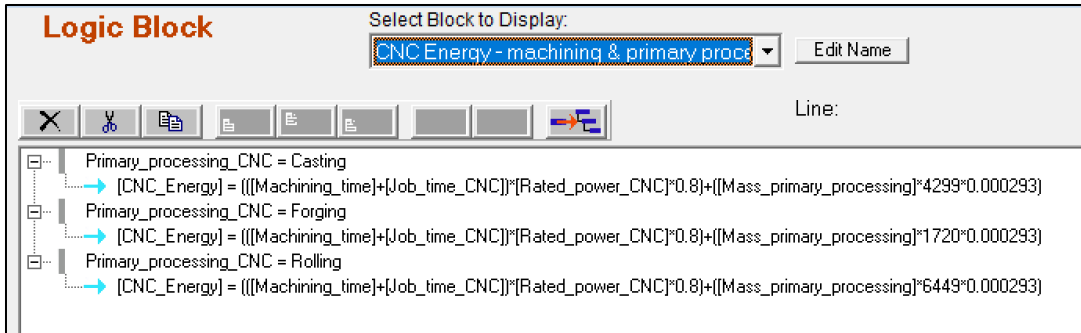 Logic Block
Select Block to Display:
CNC Energy - machining & primary proce
Edit Name
Line:
Primary_processing_CNC = Casting
[CNC_Energy] = ((([Machining_time]+[Job_time_CNC])*[Rated_power_CNC]*0.8)+([Mass_primary_processing]*4299*0.000293)
Primary_processing_CNC = Forging
[CNC_Energy] = ((([Machining_time]+[Job_time_CNC])*[Rated_power_CNC]*0.8)+([Mass_primary_processing]*1720*0.000293)
Primary_processing_CNC = Rolling
[CNC_Energy] = ((([Machining_time]+[Job_time_CNC])*[Rated_power_CNC]*0.8)+([Mass_primary_processing]*6449*0.000293)